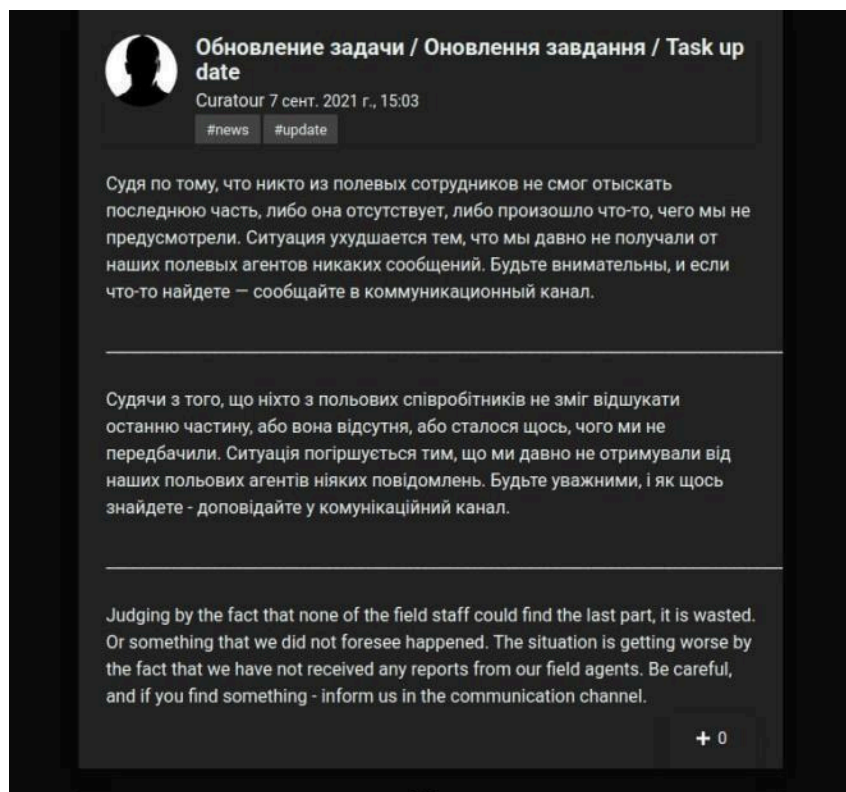 Обновление задачи / Оновлення завдання / Task up
date
Curatour 7 сент. 2021 г., 15:03
#news #update
Судя по тому, что никто из полевых сотрудников не смог отыскать
последнюю часть, либо она отсутствует, либо произошло что-то, чего мы не
предусмотрели. Ситуация ухудшается тем, что мы давно не получали от
наших полевых агентов никаких сообщений. Будьте внимательны, и если
что-то найдете — сообщайте в коммуникационный канал.
Судячи з того, що ніхто з польових співробітників не зміг відшукати
останню частину, або вона відсутня, або сталося щось, чого ми не
передбачили. Ситуація погіршується тим, що ми давно не отримували від
наших польових агентів ніяких повідомлень. Будьте уважними, і як щось
знайдете - доповідайте у комунікаційний канал.
Judging by the fact that none of the field staff could find the last part, it is wasted.
Or something that we did not foresee happened. The situation is getting worse by
the fact that we have not received any reports from our field agents. Be careful,
and if you find something - inform us in the communication channel.
+ 0